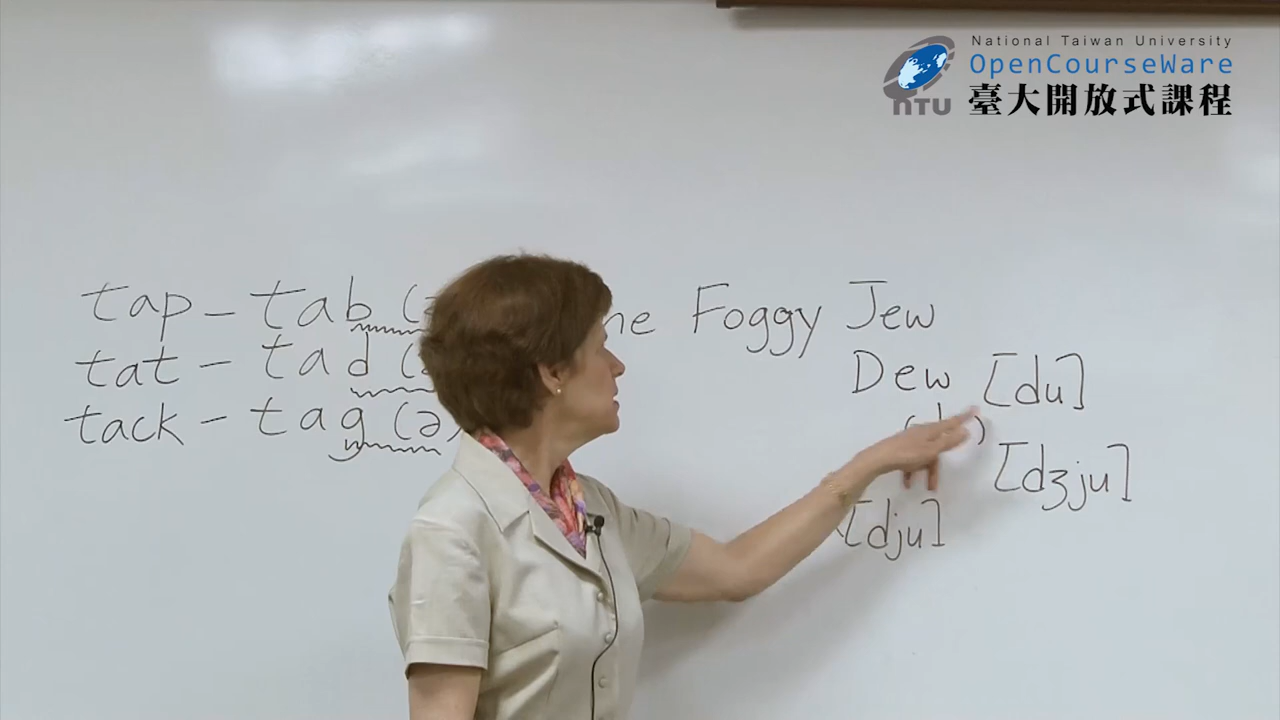 National Taiwan University
OpenCourseWare
NTU
臺大開放式課程
tap – tab
Foggy Jew
tat – tad
Dew [du]
tack – tag (ə)
[dʒju]
[dju]